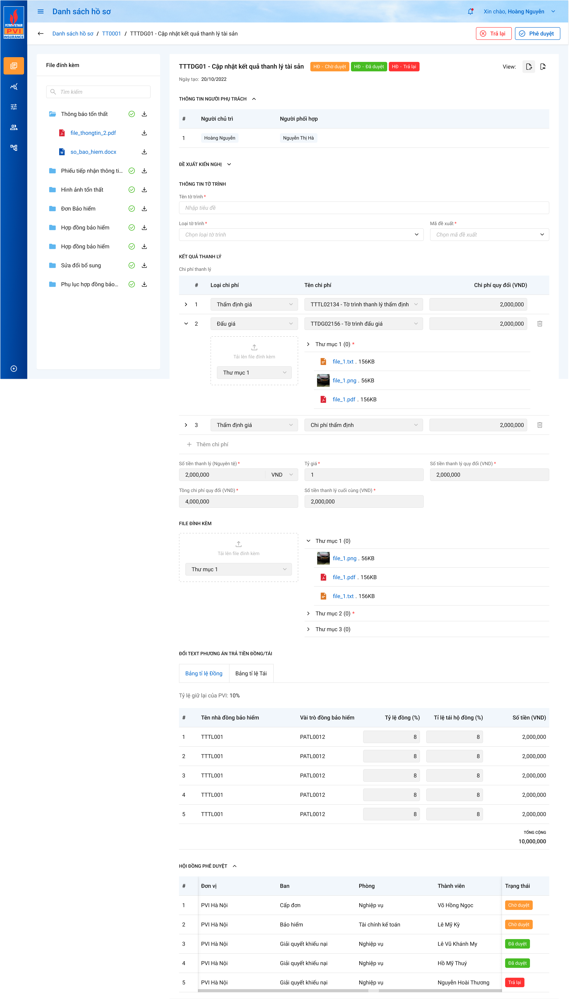 PETROVIETNAM
PVI
INSURANCE
Danh sách hồ sơ
Xin chào, Hoàng Nguyễn
Danh sách hồ sơ / TT0001 / TTTDG01 - Cập nhật kết quả thanh lý tài sản
Trả lại
Phê duyệt
File đính kèm
Tìm kiếm
Thông báo tổn thất
file_thongtin_2.pdf
so_bao_hiem.docx
Phiếu tiếp nhận thông ti...
Hình ảnh tổn thất
Đơn Bảo hiểm
Hợp đồng bảo hiểm
Hợp đồng bảo hiểm
Sửa đổi bổ sung
Phụ lục hợp đồng bảo...
TTTDG01 - Cập nhật kết quả thanh lý tài sản
HĐ - Chờ duyệt
HĐ - Đã duyệt
HĐ - Trả lại
View:
Ngày tạo: 20/10/2022
THÔNG TIN NGƯỜI PHỤ TRÁCH
# Người chủ trì Người phối hợp
1 Hoàng Nguyễn Nguyễn Thị Hà
ĐỀ XUẤT KIẾN NGHỊ
THÔNG TIN TỜ TRÌNH
Tên tờ trình *
Nhập tiêu đề
Loại tờ trình * Mã đề xuất *
Chọn loại tờ trình Chọn mã đề xuất
KẾT QUẢ THANH LÝ
Chi phí thanh lý
# Loại chi phí Tên chi phí Chi phí quy đổi (VND)
1 Thẩm định giá TTTL02134 - Tờ trình thanh lý thẩm định 2,000,000
2 Đấu giá TTDG02156 - Tờ trình đấu giá 2,000,000
Tải lên file đính kèm
Thư mục 1
Thư mục 1 (0) *
file_1.txt . 156KB
file_1.png . 56KB
file_1.pdf . 156KB
3 Thẩm định giá Chi phí thẩm định 2,000,000
Thêm chi phí
Số tiền thanh lý (Nguyên tệ) * Tỷ giá * Số tiền thanh lý quy đổi (VND) *
2,000,000 VND 1 2,000,000
Tổng chi phí quy đổi (VND) * Số tiền thanh lý cuối cùng (VND) *
4,000,000 2,000,000
FILE ĐÍNH KÈM
Tải lên file đính kèm
Thư mục 1
Thư mục 1 (0)
file_1.png . 56KB
file_1.pdf . 156KB
file_1.txt . 156KB
Thư mục 2 (0) *
Thư mục 3 (0)
ĐỔI TEXT PHƯƠNG ÁN TRẢ TIỀN ĐỒNG/TÁI
Bảng tỉ lệ Đồng Bảng tỉ lệ Tái
Tỷ lệ giữ lại của PVI: 10%
# Tên nhà đồng bảo hiểm Vài trò đồng bảo hiểm Tỷ lệ đồng (%) Tỉ lệ tái hộ đồng (%) Số tiền (VND)
1 TTTL001 PATL0012 8 8 2,000,000
2 TTTL001 PATL0012 8 8 2,000,000
3 TTTL001 PATL0012 8 8 2,000,000
4 TTTL001 PATL0012 8 8 2,000,000
5 TTTL001 PATL0012 8 8 2,000,000
TỔNG CỘNG
10,000,000
HỘI ĐỒNG PHÊ DUYỆT
# Đơn vị Ban Phòng Thành viên Trạng thái
1 PVI Hà Nội Cấp đơn Nghiệp vụ Võ Hồng Ngọc Chờ duyệt
2 PVI Hà Nội Bảo hiểm Tài chính kế toán Lê Mỹ Kỳ Chờ duyệt
3 PVI Hà Nội Giải quyết khiếu nại Nghiệp vụ Lê Vũ Khánh My Đã duyệt
4 PVI Hà Nội Giải quyết khiếu nại Nghiệp vụ Hồ Mỹ Thuý Đã duyệt
5 PVI Hà Nội Giải quyết khiếu nại Nghiệp vụ Nguyễn Hoài Thương Trả lại